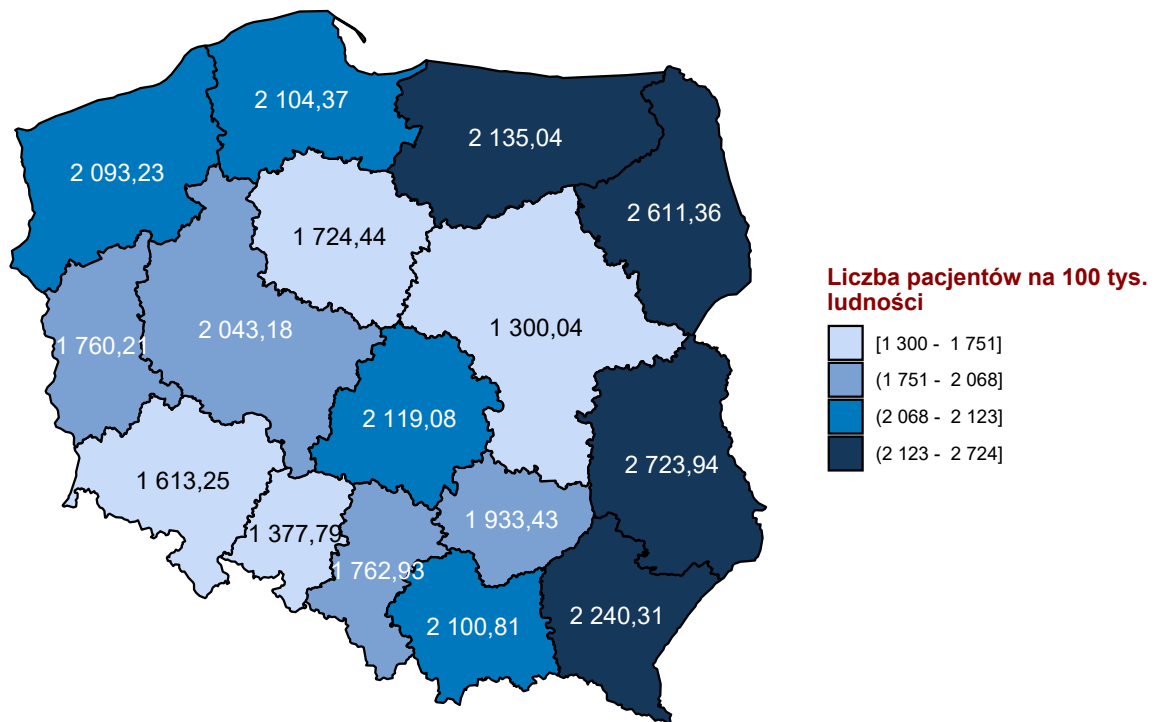 2 104,37
2 135,04
2 093,23
2 611,36
1 724,44
1 300,04
2 043,18
1 760,21
2 119,08
2 723,94
1 613,25
1 933,43
1 377,79
1 762,93
2 240,31
2 100,81
Liczba pacjentów na 100 tys.
ludności
[1 300 - 1 751]
(1 751 - 2 068]
(2 068 - 2 123]
(2 123 - 2 724]